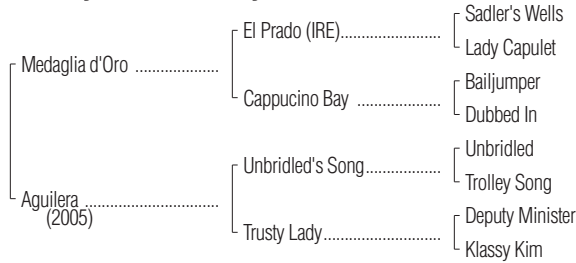 Sadler's Wells
El Prado (IRE)..................
Lady Capulet
Medaglia d'Oro ...................
Bailjumper
Cappucino Bay ...................
Dubbed In
Unbridled
Unbridled's Song.................
Trolley Song
Aguilera ..............................
(2005)
Deputy Minister
Trusty Lady..........................
Klassy Kim